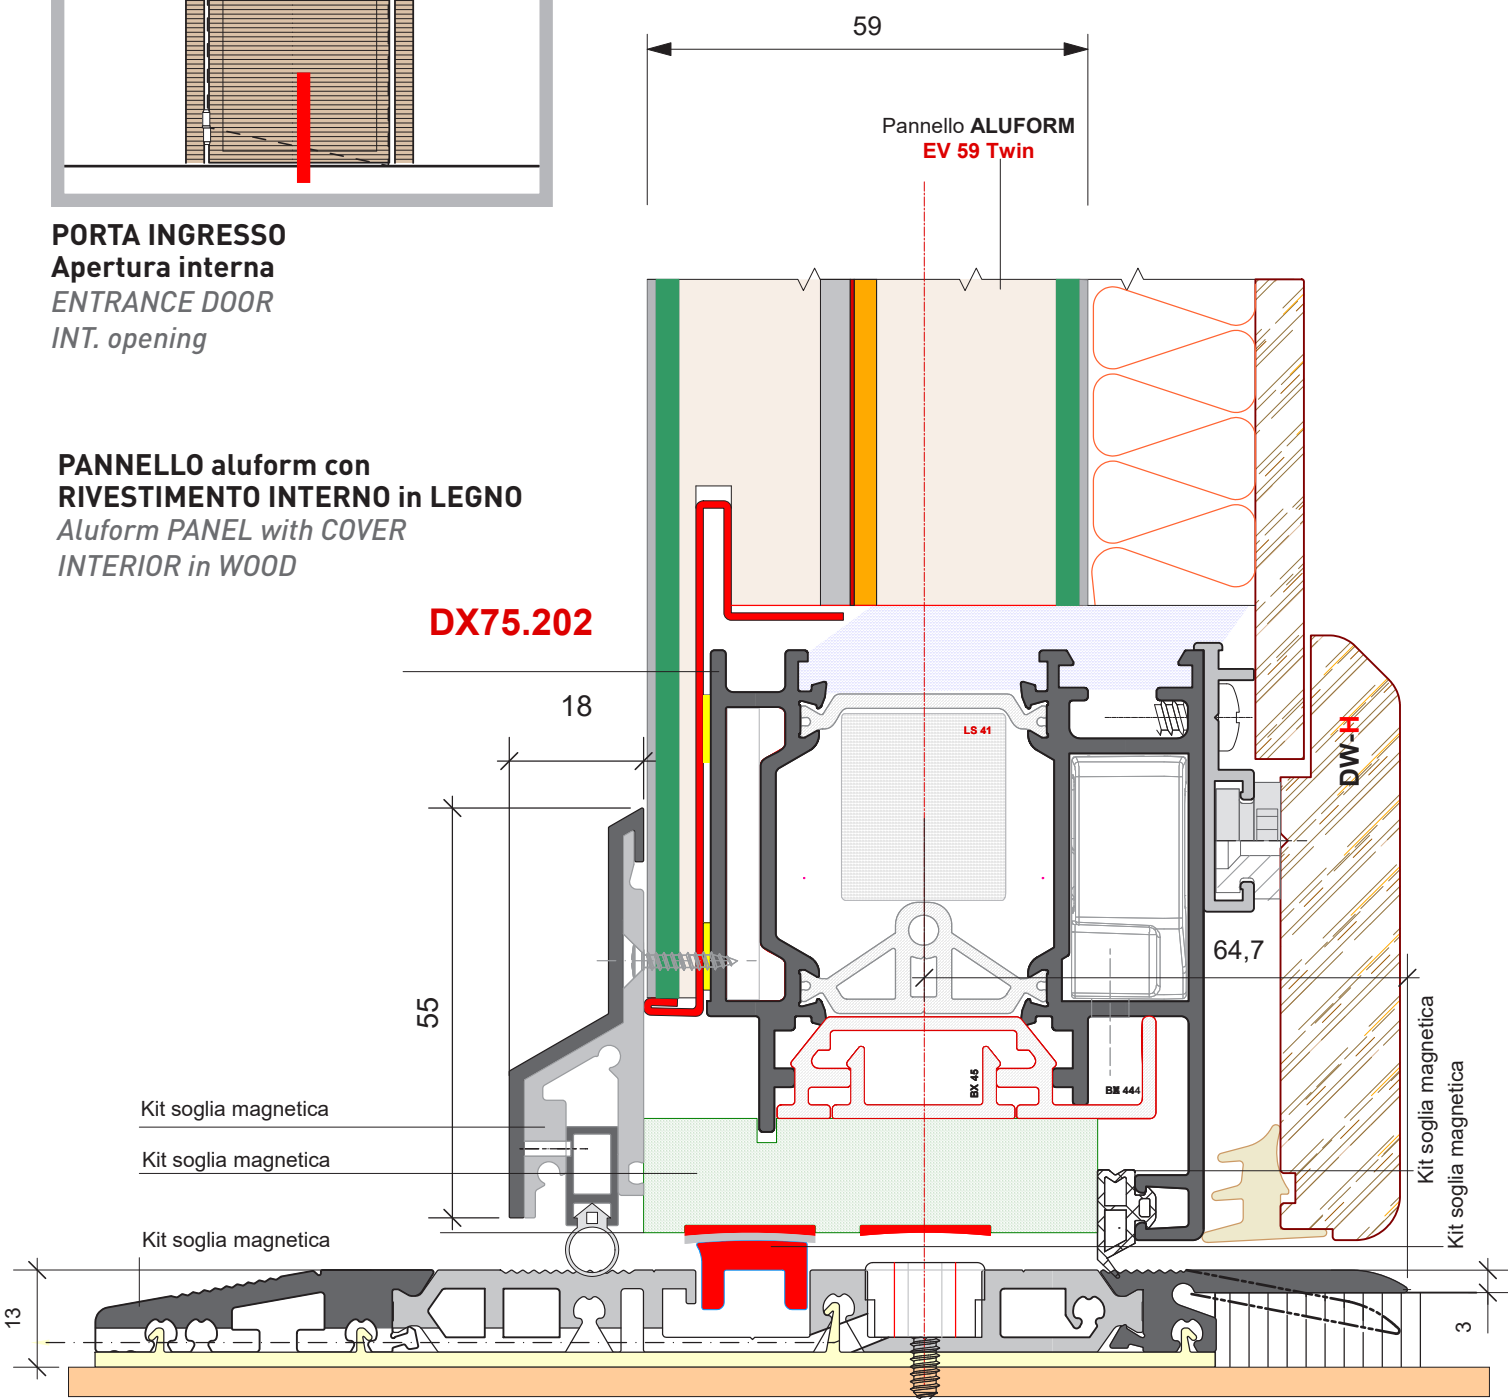 59
Pannello ALUFORM
EV 59 Twin
PORTA INGRESSO
Apertura interna
ENTRANCE DOOR
INT. opening
PANNELLO aluform con
RIVESTIMENTO INTERNO in LEGNO
Aluform PANEL with COVER
INTERIOR in WOOD
DX75.202
18
LS 41
DW-H
64,7
55
BX 45
BX 444
Kit soglia magnetica
Kit soglia magnetica
Kit soglia magnetica
Kit soglia magnetica
Kit soglia magnetica
13
3